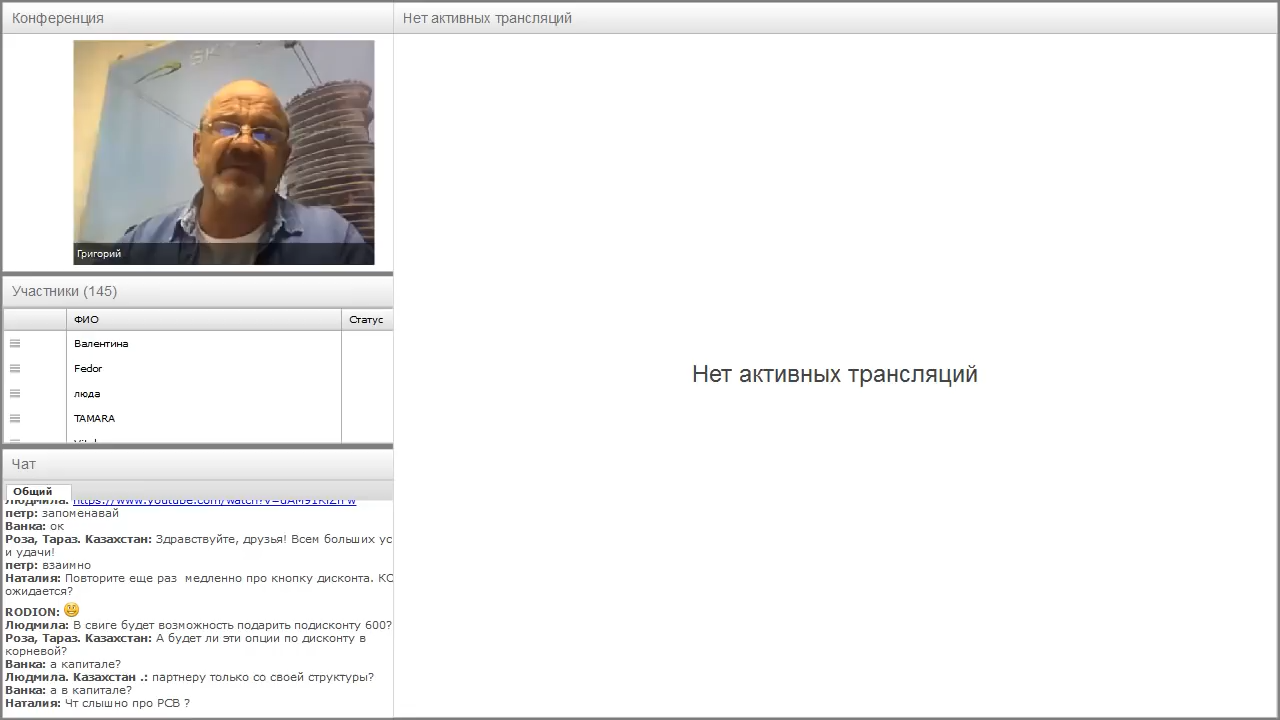 Конференция
Нет активных трансляций
SK
Григорий
Участники (145)
ФИО
Статус
Валентина
Fedor
люда
TAMARA
Чат
Общий
Людмила:
петр: запоменавай
Ванка: ок
Роза, Тараз. Казахстан: Здравствуйте, друзья! Всем больших ус
и удачи!
петр: взаимно
Наталия: Повторите еще раз медленно про кнопку дисконта. КО
ожидается?
RODION:
Людмила: В свиге будет возможность подарить подисконту 600?
Роза, Тараз. Казахстан: А будет ли эти опции по дисконту в
корневой?
Ванка: а капитале?
Людмила. Казахстан .: партнеру только со своей структуры?
Ванка: а в капитале?
Наталия: Чт слышно про РСВ ?
Нет активных трансляций